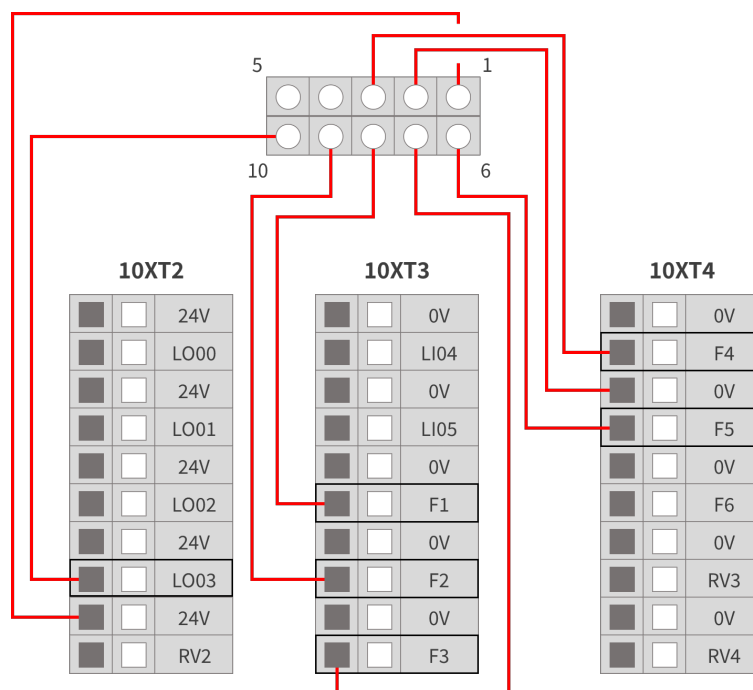 5 1
10 6
10XT2 10XT3 10XT4
24V 0V 0V
LO00 LI04 F4
24V 0V 0V
LO01 LI05 F5
24V 0V 0V
LO02 F1 F6
24V 0V 0V
LO03 F2 RV3
24V 0V 0V
RV2 F3 RV4